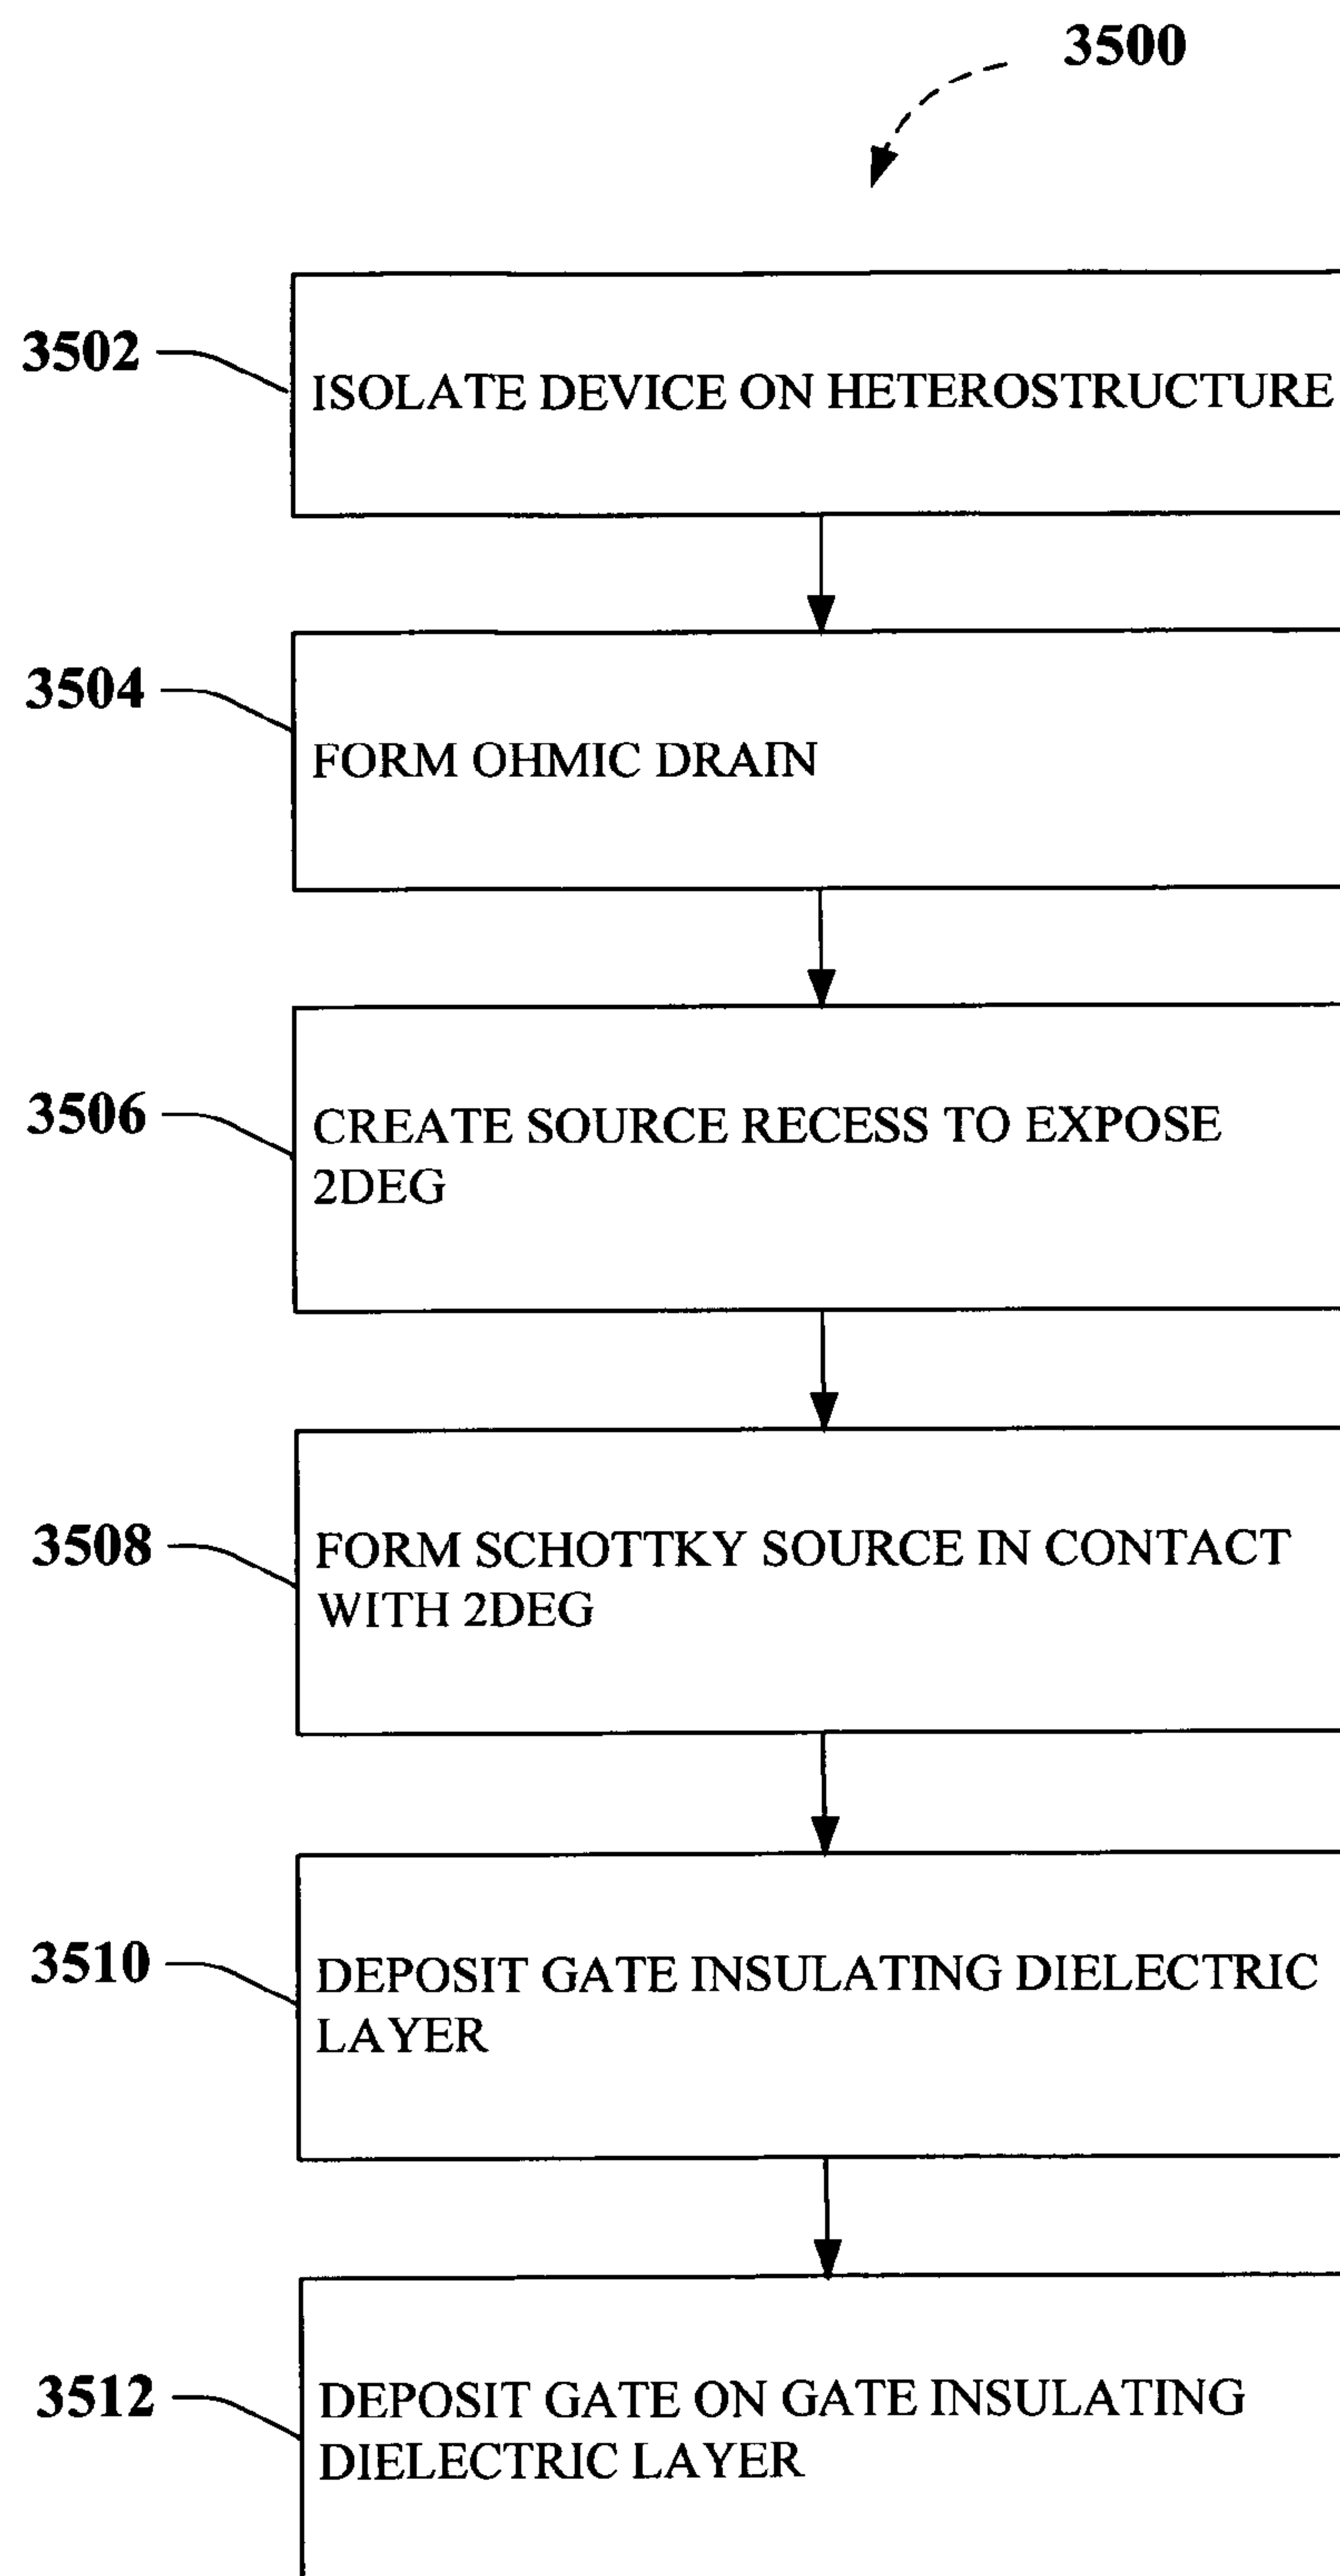 3500
3502
ISOLATE DEVICE ON HETEROSTRUCTURE
3504
FORM OHMIC DRAIN
3506
CREATE SOURCE RECESS TO EXPOSE
2DEG
3508
FORM SCHOTTKY SOURCE IN CONTACT
WITH 2DEG
3510
DEPOSIT GATE INSULATING DIELECTRIC
LAYER
3512
DEPOSIT GATE ON GATE INSULATING
DIELECTRIC LAYER